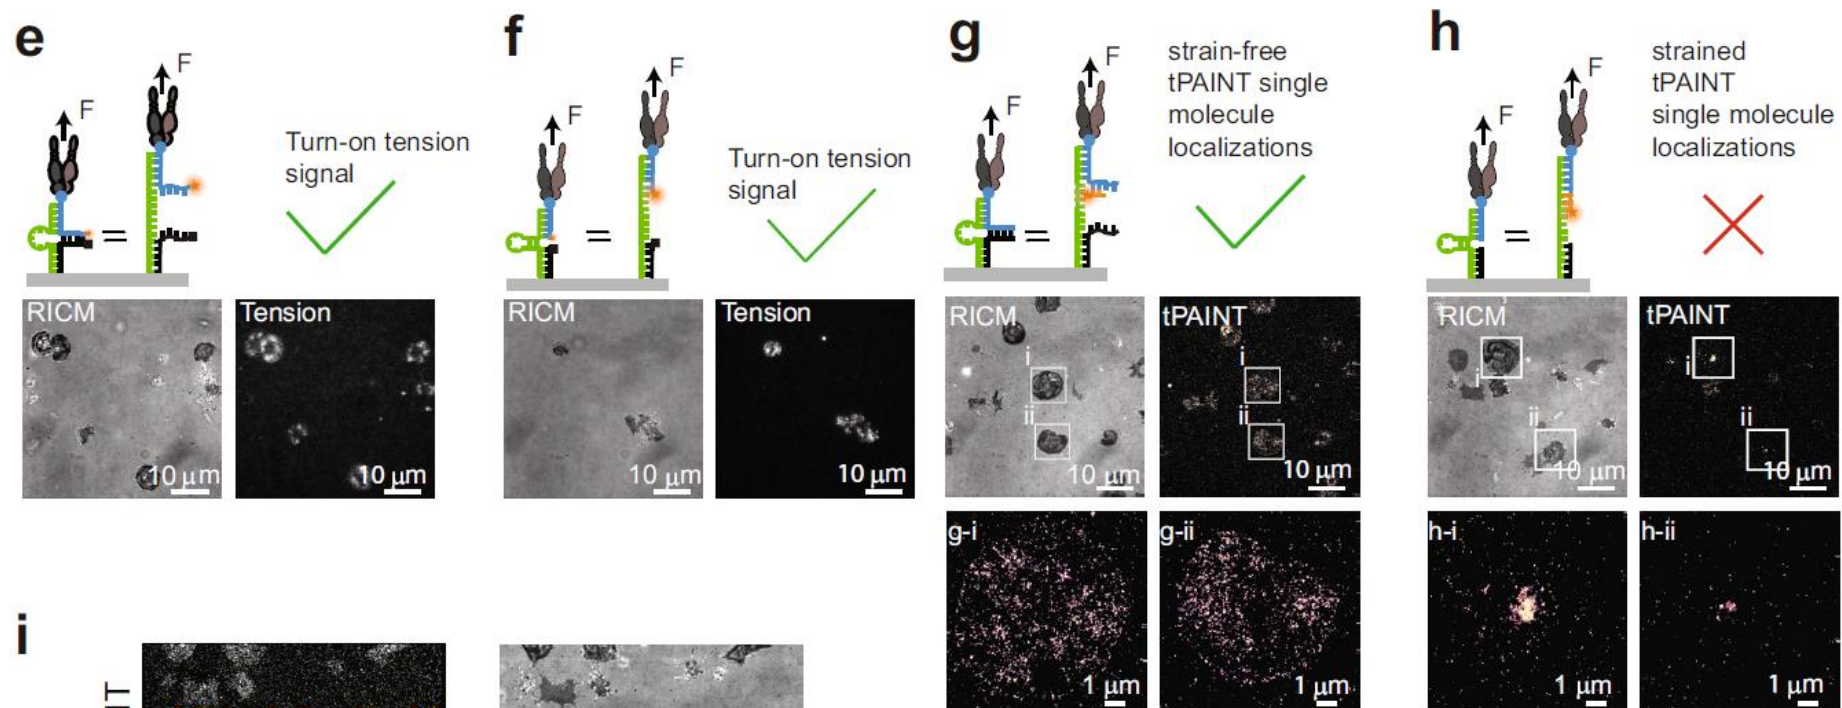 e
F
F
Turn-on tension
signal
=
RICM
Tension
10 μm
10 μm
f
F
F
Turn-on tension
signal
=
RICM
Tension
10 μm
10 μm
g
F
F
strain-free
tPAINT single
molecule
localizations
=
RICM
i
ii
10 μm
tPAINT
i
ii
10 μm
g-i
1 μm
g-ii
1 μm
h
F
F
strained
tPAINT
single molecule
localizations
=
RICM
i
ii
10 μm
tPAINT
i
ii
10 μm
h-i
1 μm
h-ii
1 μm
i